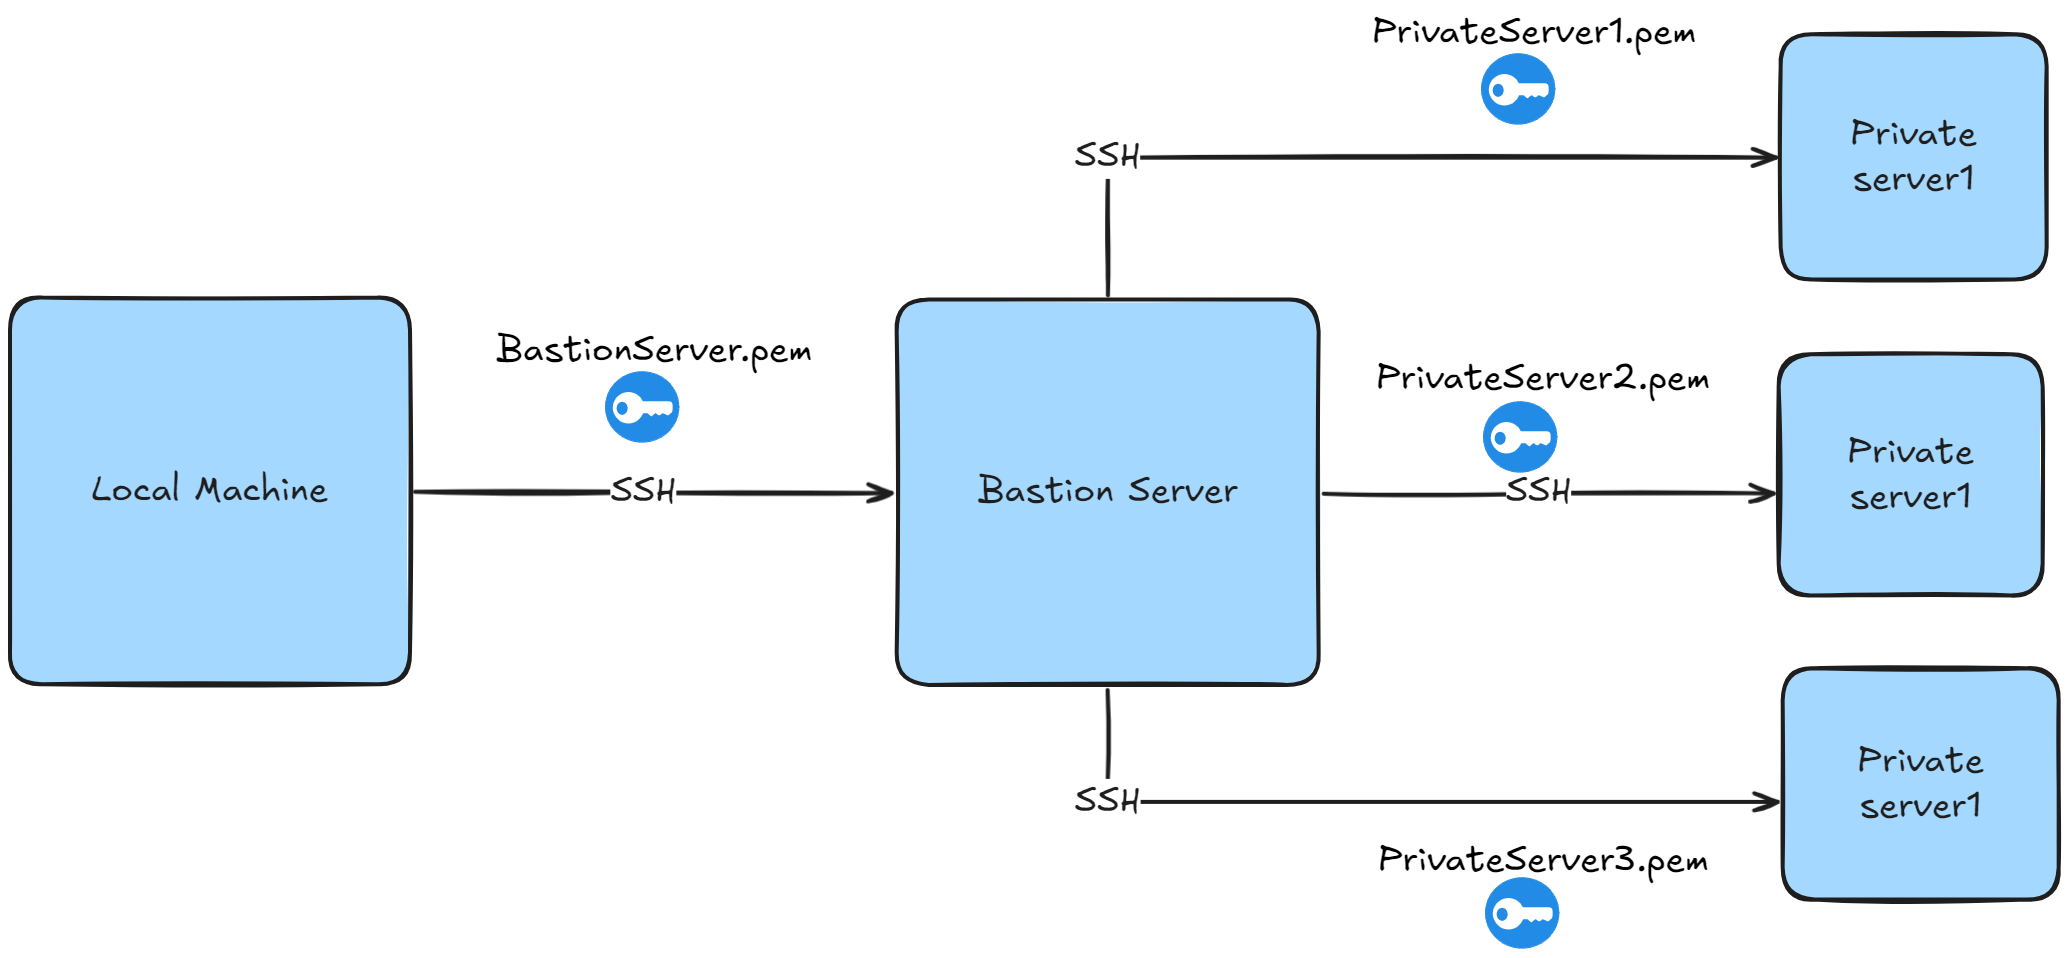 PrivateServer1.pem
SSH
Private
server1
BastionServer.pem
Local Machine
SSH
Bastion Server
PrivateServer2.pem
SSH
Private
server1
SSH
PrivateServer3.pem
Private
server1